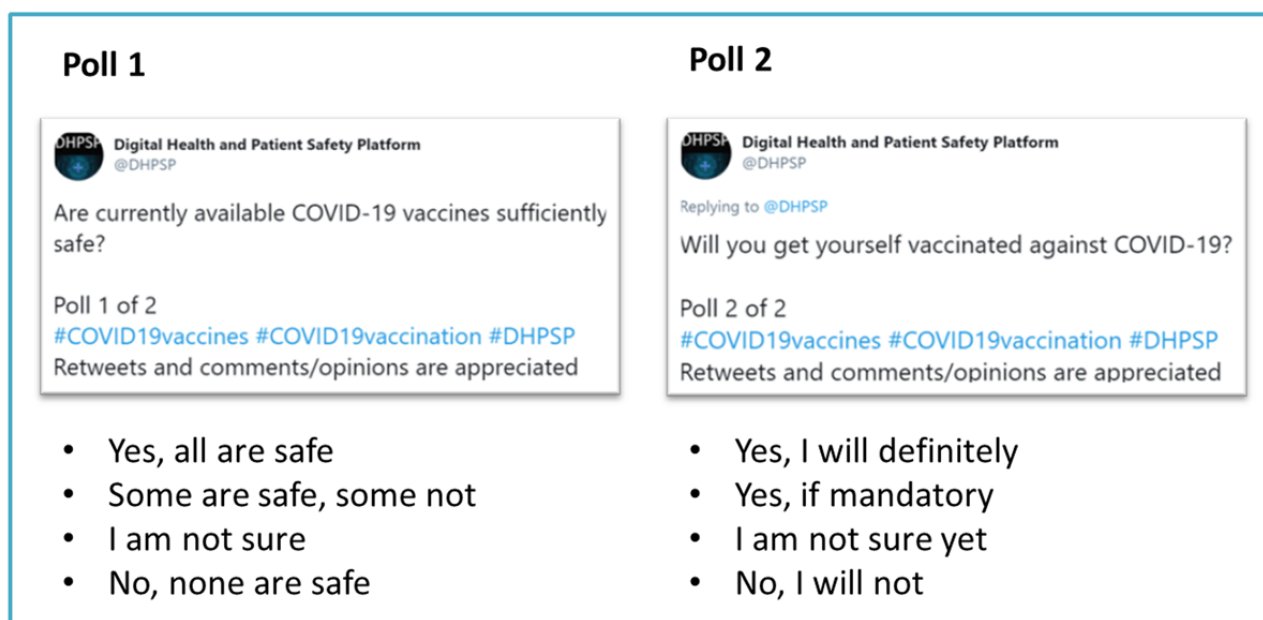 Poll 1
DHPSP
Digital Health and Patient Safety Platform
@DHPSP
Are currently available COVID-19 vaccines sufficiently
safe?
Poll 1 of 2
#COVID19vaccines #COVID19vaccination #DHPSP
Retweets and comments/opinions are appreciated
• Yes, all are safe
• Some are safe, some not
• I am not sure
• No, none are safe
Poll 2
DHPSP
Digital Health and Patient Safety Platform
@DHPSP
Replying to @DHPSP
Will you get yourself vaccinated against COVID-19?
Poll 2 of 2
#COVID19vaccines #COVID19vaccination #DHPSP
Retweets and comments/opinions are appreciated
• Yes, I will definitely
• Yes, if mandatory
• I am not sure yet
• No, I will not